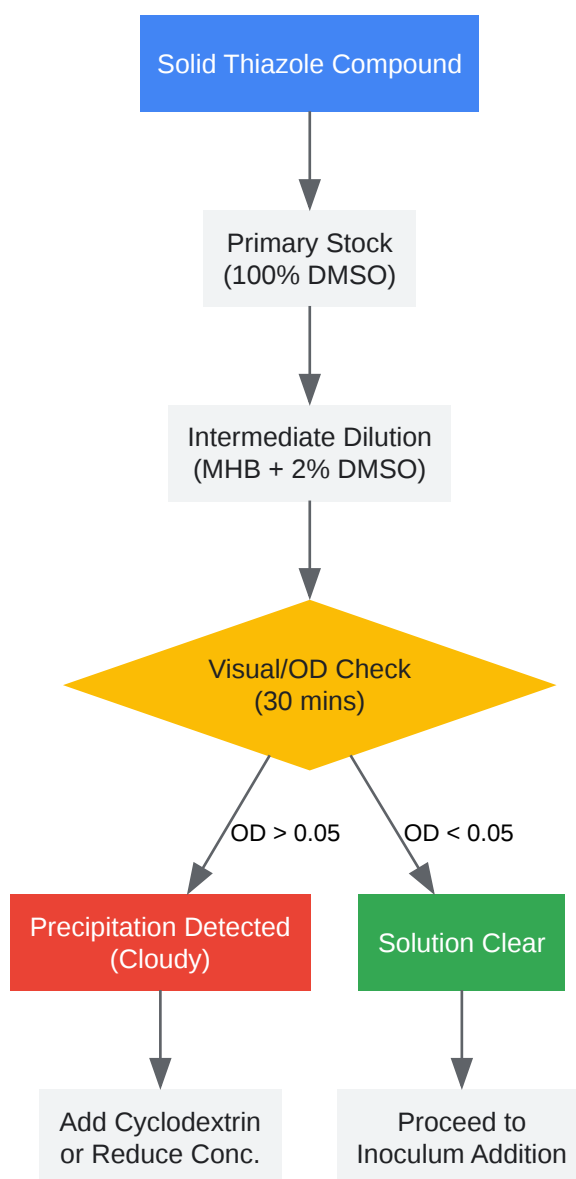 Solid Thiazole Compound
Primary Stock
(100% DMSO)
Intermediate Dilution
(MHB + 2% DMSO)
Visual/OD Check
(30 mins)
OD > 0.05
OD < 0.05
Precipitation Detected
(Cloudy)
Solution Clear
Add Cyclodextrin
or Reduce Conc.
Proceed to
Inoculum Addition